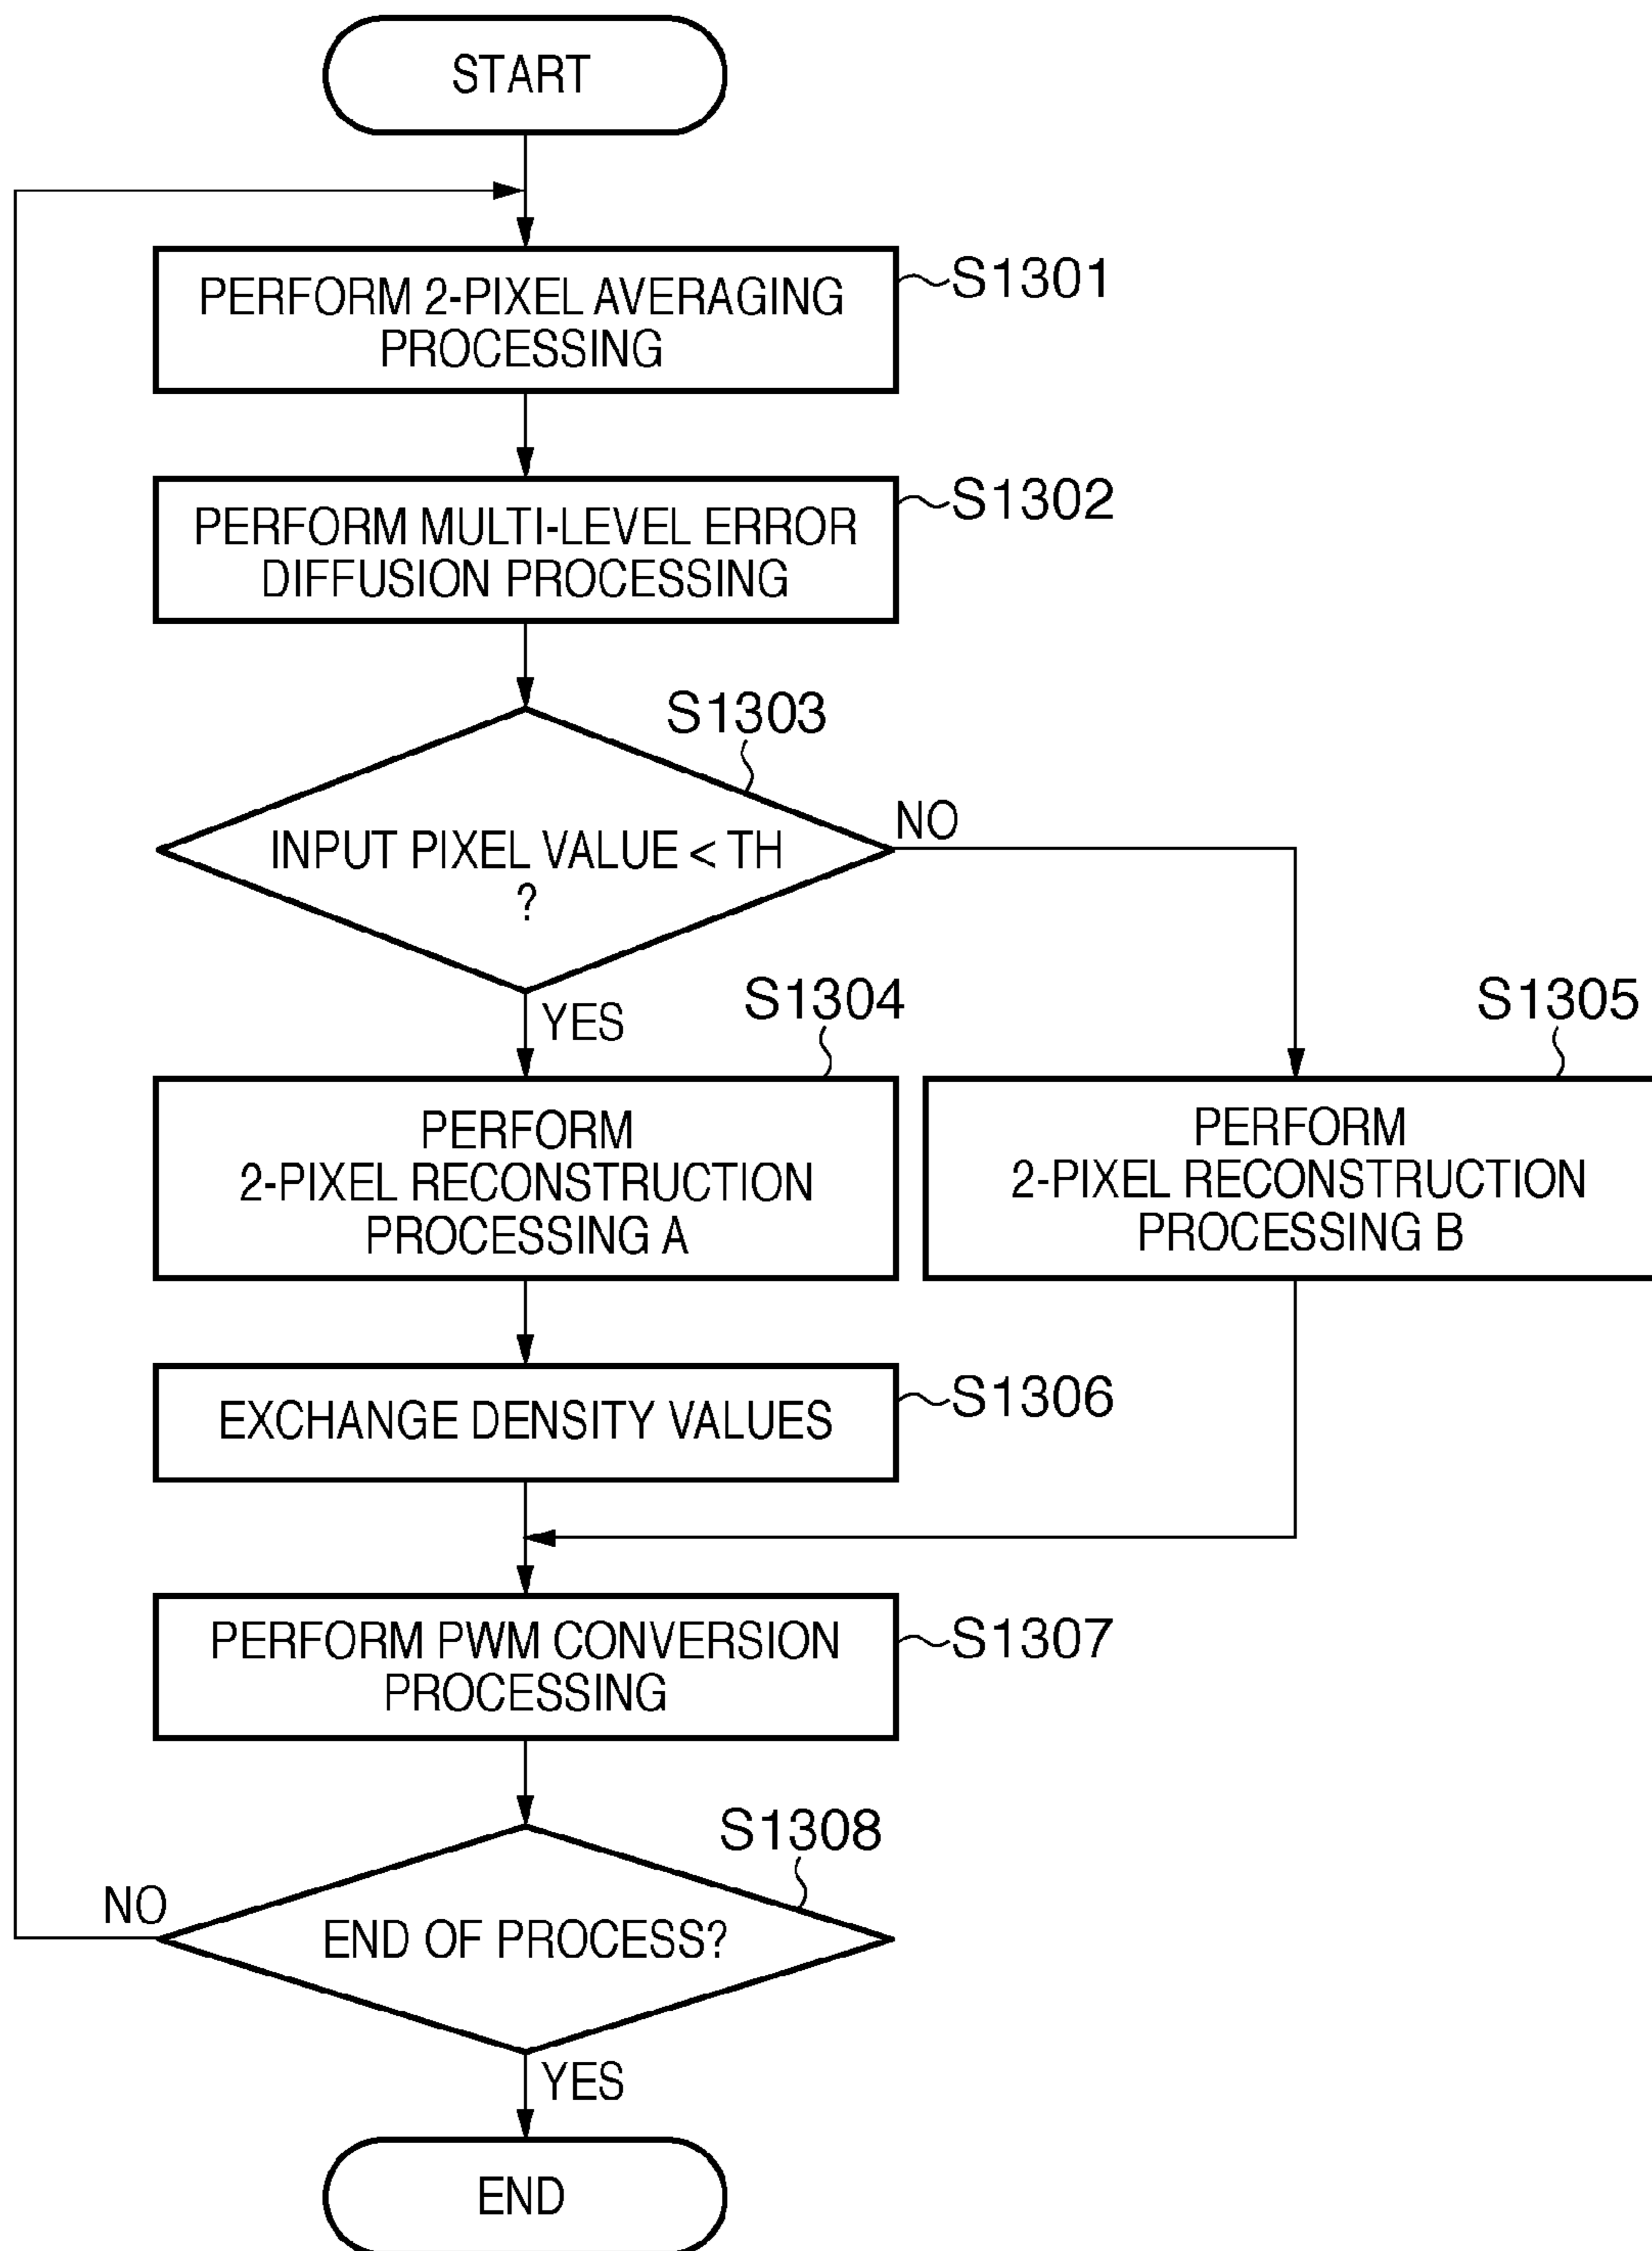 START
PERFORM 2-PIXEL AVERAGING
PROCESSING
S1301
PERFORM MULTI-LEVEL ERROR
DIFFUSION PROCESSING
S1302
S1303
INPUT PIXEL VALUE < TH
?
NO
YES
S1304
PERFORM
2-PIXEL RECONSTRUCTION
PROCESSING A
S1305
PERFORM
2-PIXEL RECONSTRUCTION
PROCESSING B
EXCHANGE DENSITY VALUES
S1306
PERFORM PWM CONVERSION
PROCESSING
S1307
S1308
END OF PROCESS?
NO
YES
END